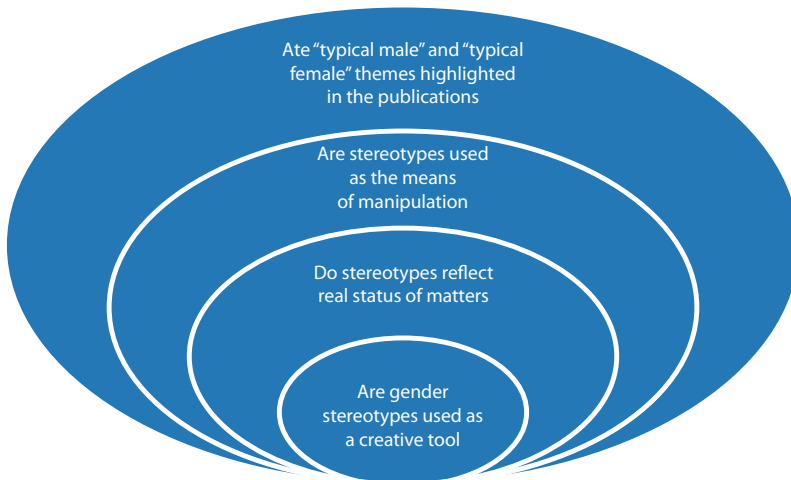 Ate “typical male” and “typical
female” themes highlighted
in the publications
Are stereotypes used
as the means
of manipulation
Do stereotypes reflect
real status of matters
Are gender
stereotypes used as
a creative tool